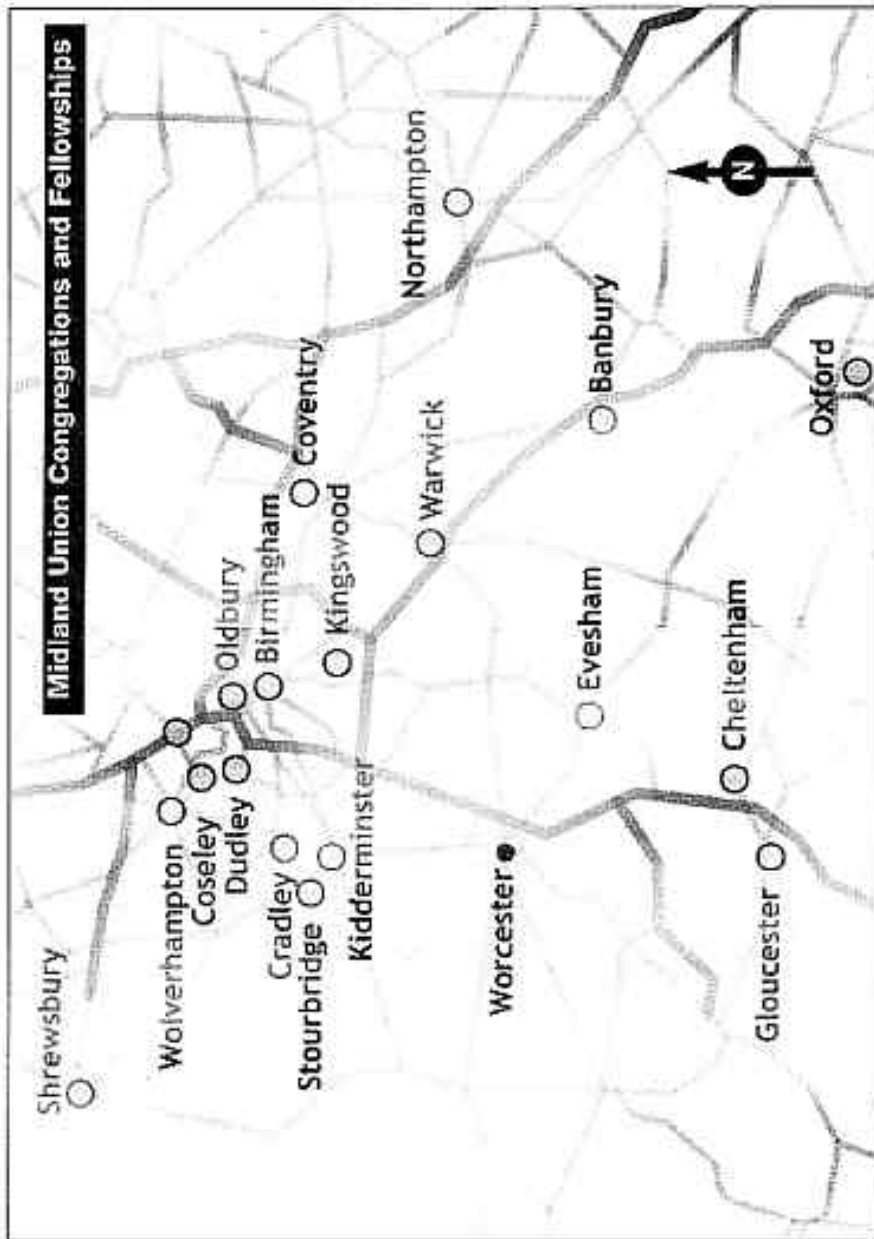 Midland Union Congregations and Fellowships
Shrewsbury
Wolverhampton
Coseley
Dudley
Oldbury
Birmingham
Cradley
Stourbridge
Kidderminster
Kingswood
Coventry
Northampton
Warwick
Worcester
Evesham
Banbury
Cheltenham
Gloucester
Oxford
N